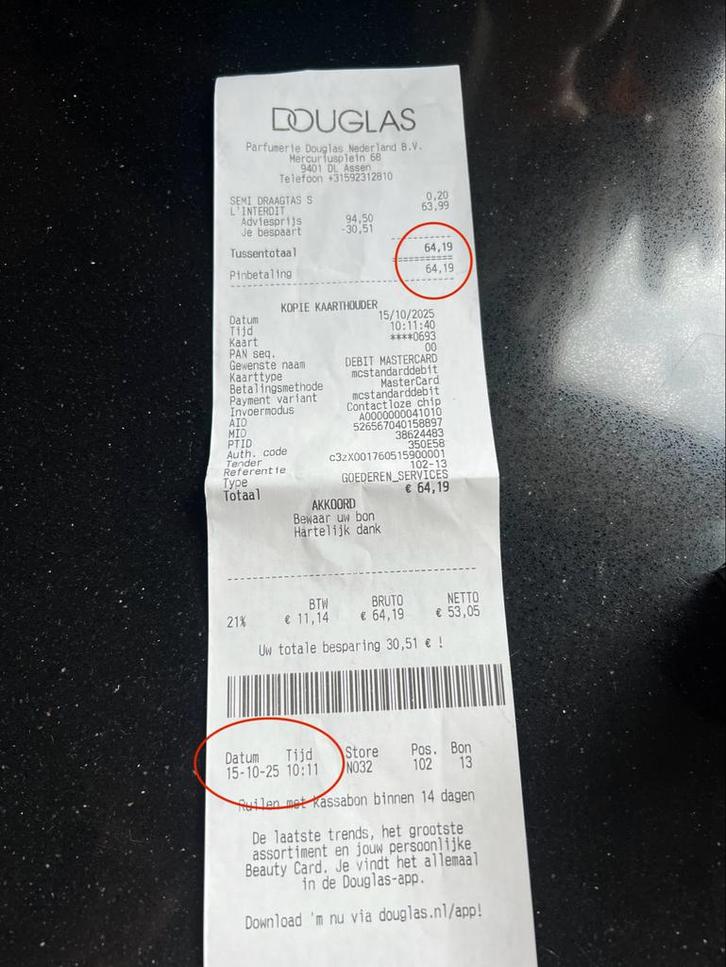 DOUGLAS
Parfumerie Douglas Nederland B.V.
Mercuriusplein 68
9401 DL Assen
Telefoon +31592312810
SEMI DRAAGTAS S 0,20
L'INTERDIT 63,99
Adviesprijs 94,50
Je bespaart -30,51
Tussentotaal 64,19
Pinbetaling 64,19
KOPIE KAARTHOUDER
Datum 15/10/2025
Tijd 10:11:40
Kaart ****0693
PAN seq. 00
Gewenste naam DEBIT MASTERCARD
Kaarttype mcstandarddebit
Betalingsmethode MasterCard
Payment variant mcstandarddebit
Invoermodus Contactloze chip
AID A0000000041010
MID 526567040158897
PTID 38624483
Auth. code 350E58
Tender c3zX001760515900001
Referentie 102-13
Type GOEDEREN_SERVICES
Totaal € 64,19
AKKOORD
Bewaar uw bon
Hartelijk dank
BTW BRUTO NETTO
21% € 11,14 € 64,19 € 53,05
Uw totale besparing 30,51 € !
Datum Tijd Store Pos. Bon
15-10-25 10:11 N032 102 13
Ruilen met kassabon binnen 14 dagen
De laatste trends, het grootste
assortiment en jouw persoonlijke
Beauty Card. Je vindt het allemaal
in de Douglas-app.
Download 'm nu via douglas.nl/app!